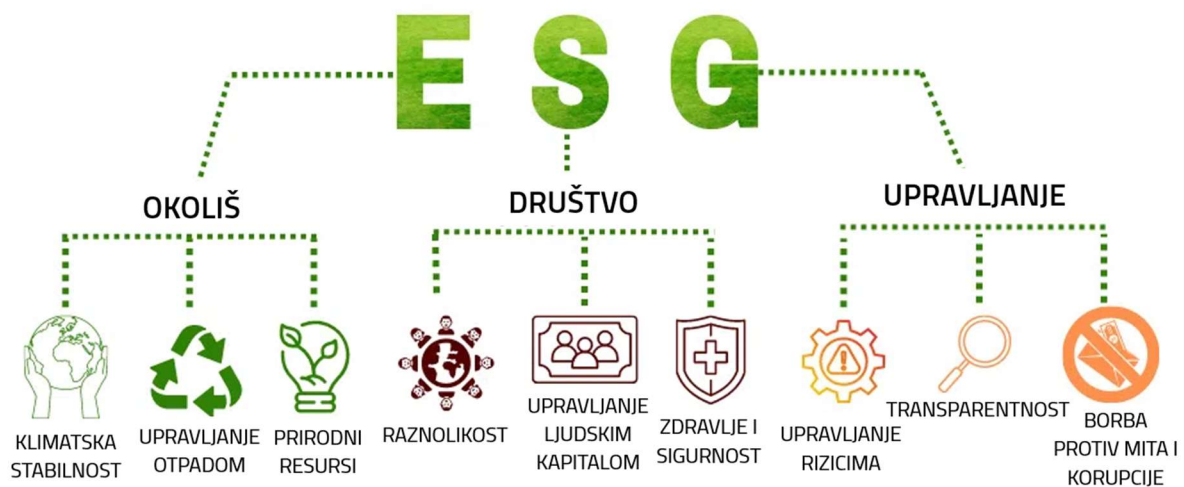 E S G
OKOLIŠ
DRUŠTVO
UPRAVLJANJE
KLIMATSKA
STABILNOST
UPRAVLJANJE
OTPADOM
PRIRODNI
RESURSI
RAZNOLIKOST
UPRAVLJANJE
LJUDSKIM
KAPITALOM
ZDRAVLJE I
SIGURNOST
UPRAVLJANJE
RIZICIMA
TRANSPARENTNOST
BORBA
PROTIV MITA I
KORUPCIJE